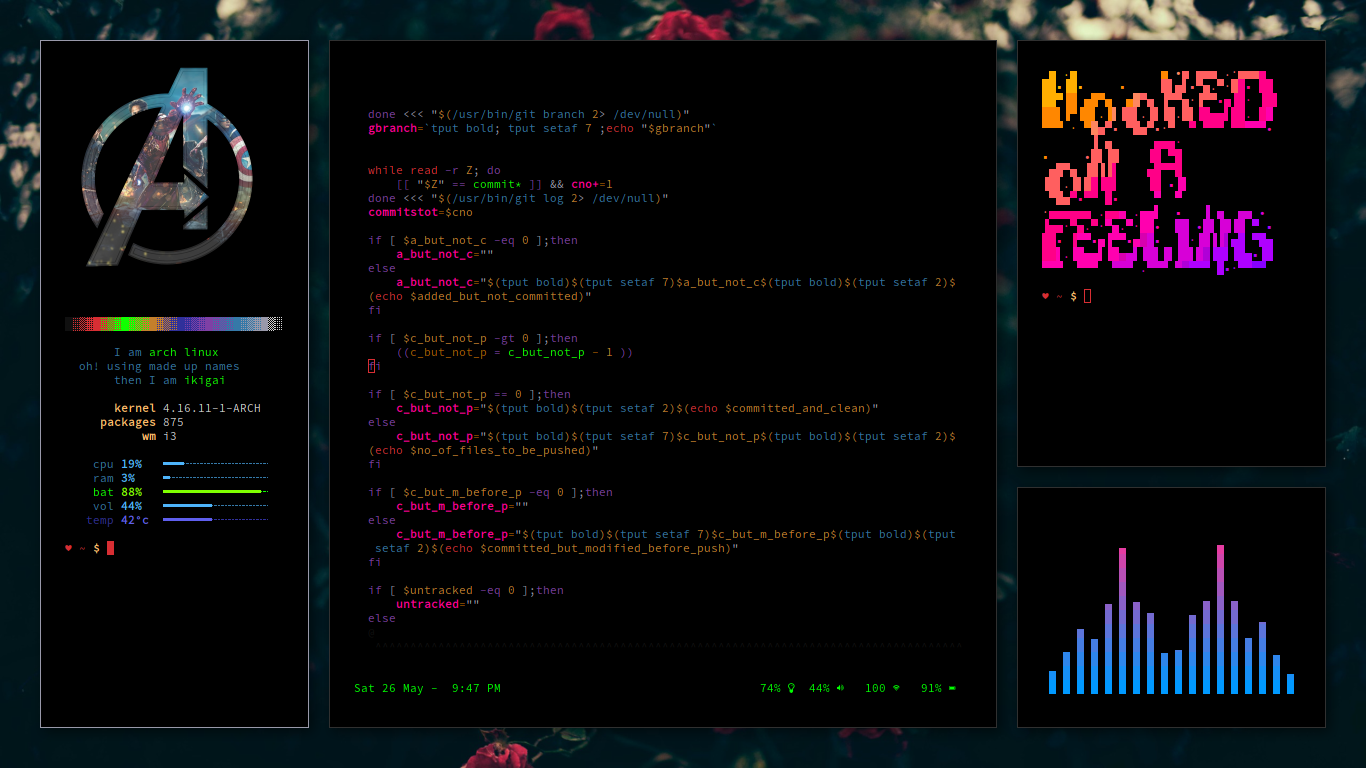 I am arch linux
oh! using made up names
then I am ikigai
kernel 4.16.11-1-ARCH
packages 875
wm i3
cpu 19%
ram 3%
bat 88%
vol 44%
temp 42°c
♥ ~ $
done <<< "$(/usr/bin/git branch 2> /dev/null)"
gbranch=`tput bold; tput setaf 7 ;echo "$gbranch"`
while read -r Z; do
[[ "$Z" == commit* ]] && cno+=1
done <<< "$(/usr/bin/git log 2> /dev/null)"
commitstot=$cno
if [ $a_but_not_c -eq 0 ];then
a_but_not_c=""
else
a_but_not_c="$(tput bold)$(tput setaf 7)$a_but_not_c$(tput bold)$(tput setaf 2)$
(echo $added_but_not_committed)"
fi
if [ $c_but_not_p -gt 0 ];then
((c_but_not_p = c_but_not_p - 1 ))
fi
if [ $c_but_not_p == 0 ];then
c_but_not_p="$(tput bold)$(tput setaf 2)$(echo $committed_and_clean)"
else
c_but_not_p="$(tput bold)$(tput setaf 7)$c_but_not_p$(tput bold)$(tput setaf 2)$
(echo $no_of_files_to_be_pushed)"
fi
if [ $c_but_m_before_p -eq 0 ];then
c_but_m_before_p=""
else
c_but_m_before_p="$(tput bold)$(tput setaf 7)$c_but_m_before_p$(tput bold)$(tput
setaf 2)$(echo $committed_but_modified_before_push)"
fi
if [ $untracked -eq 0 ];then
untracked=""
else
Sat 26 May - 9:47 PM
74% 44% 100 91%
HOOKED
ON A
FEELING
♥ ~ $